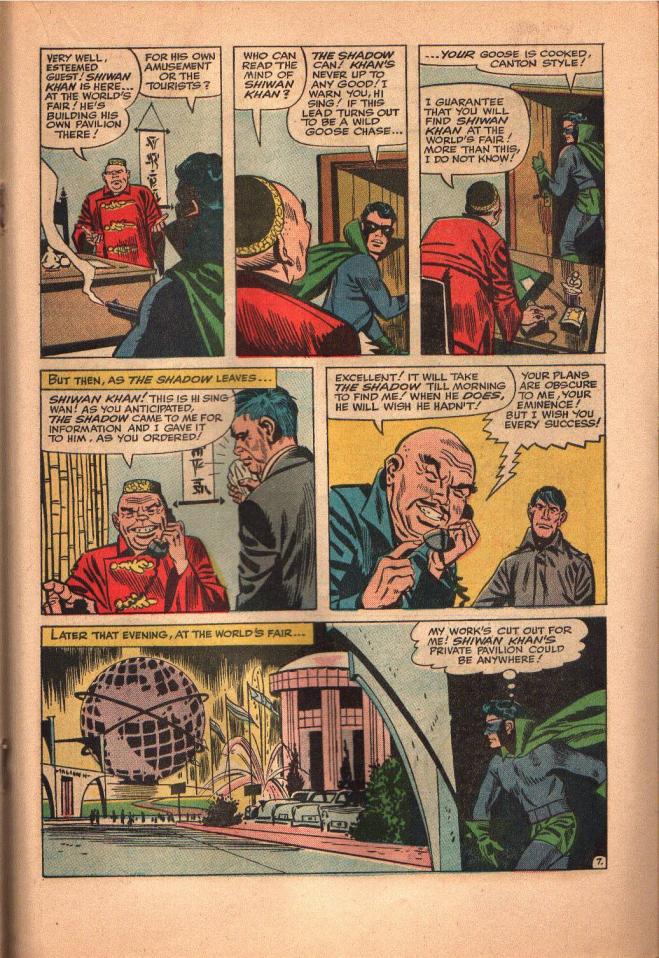 VERY WELL,
ESTEEMED
GUEST! SHIWAN
KHAN IS HERE...
AT THE WORLD'S
FAIR! HE'S
BUILDING HIS
OWN PAVILION
THERE!
FOR HIS OWN
AMUSEMENT
OR THE
TOURISTS?
WHO CAN
READ THE
MIND OF
SHIWAN
KHAN?
THE SHADOW
CAN! KHAN'S
NEVER UP TO
ANY GOOD! I
WARN YOU, HI
SING! IF THIS
LEAD TURNS OUT
TO BE A WILD
GOOSE CHASE...
...YOUR GOOSE IS COOKED,
CANTON STYLE!
I GUARANTEE
THAT YOU WILL
FIND SHIWAN
KHAN AT THE
WORLD'S FAIR!
MORE THAN THIS,
I DO NOT KNOW!
BUT THEN, AS THE SHADOW LEAVES...
SHIWAN KHAN! THIS IS HI SING
WAN! AS YOU ANTICIPATED,
THE SHADOW CAME TO ME FOR
INFORMATION AND I GAVE IT
TO HIM. AS YOU ORDERED!
EXCELLENT! IT WILL TAKE
THE SHADOW TILL MORNING
TO FIND ME! WHEN HE DOES,
HE WILL WISH HE HADN'T!
YOUR PLANS
ARE OBSCURE
TO ME, YOUR
EMINENCE!
BUT I WISH YOU
EVERY SUCCESS!
LATER THAT EVENING, AT THE WORLD'S FAIR...
MY WORK'S CUT OUT FOR
ME! SHIWAN KHAN'S
PRIVATE PAVILION COULD
BE ANYWHERE!
7.